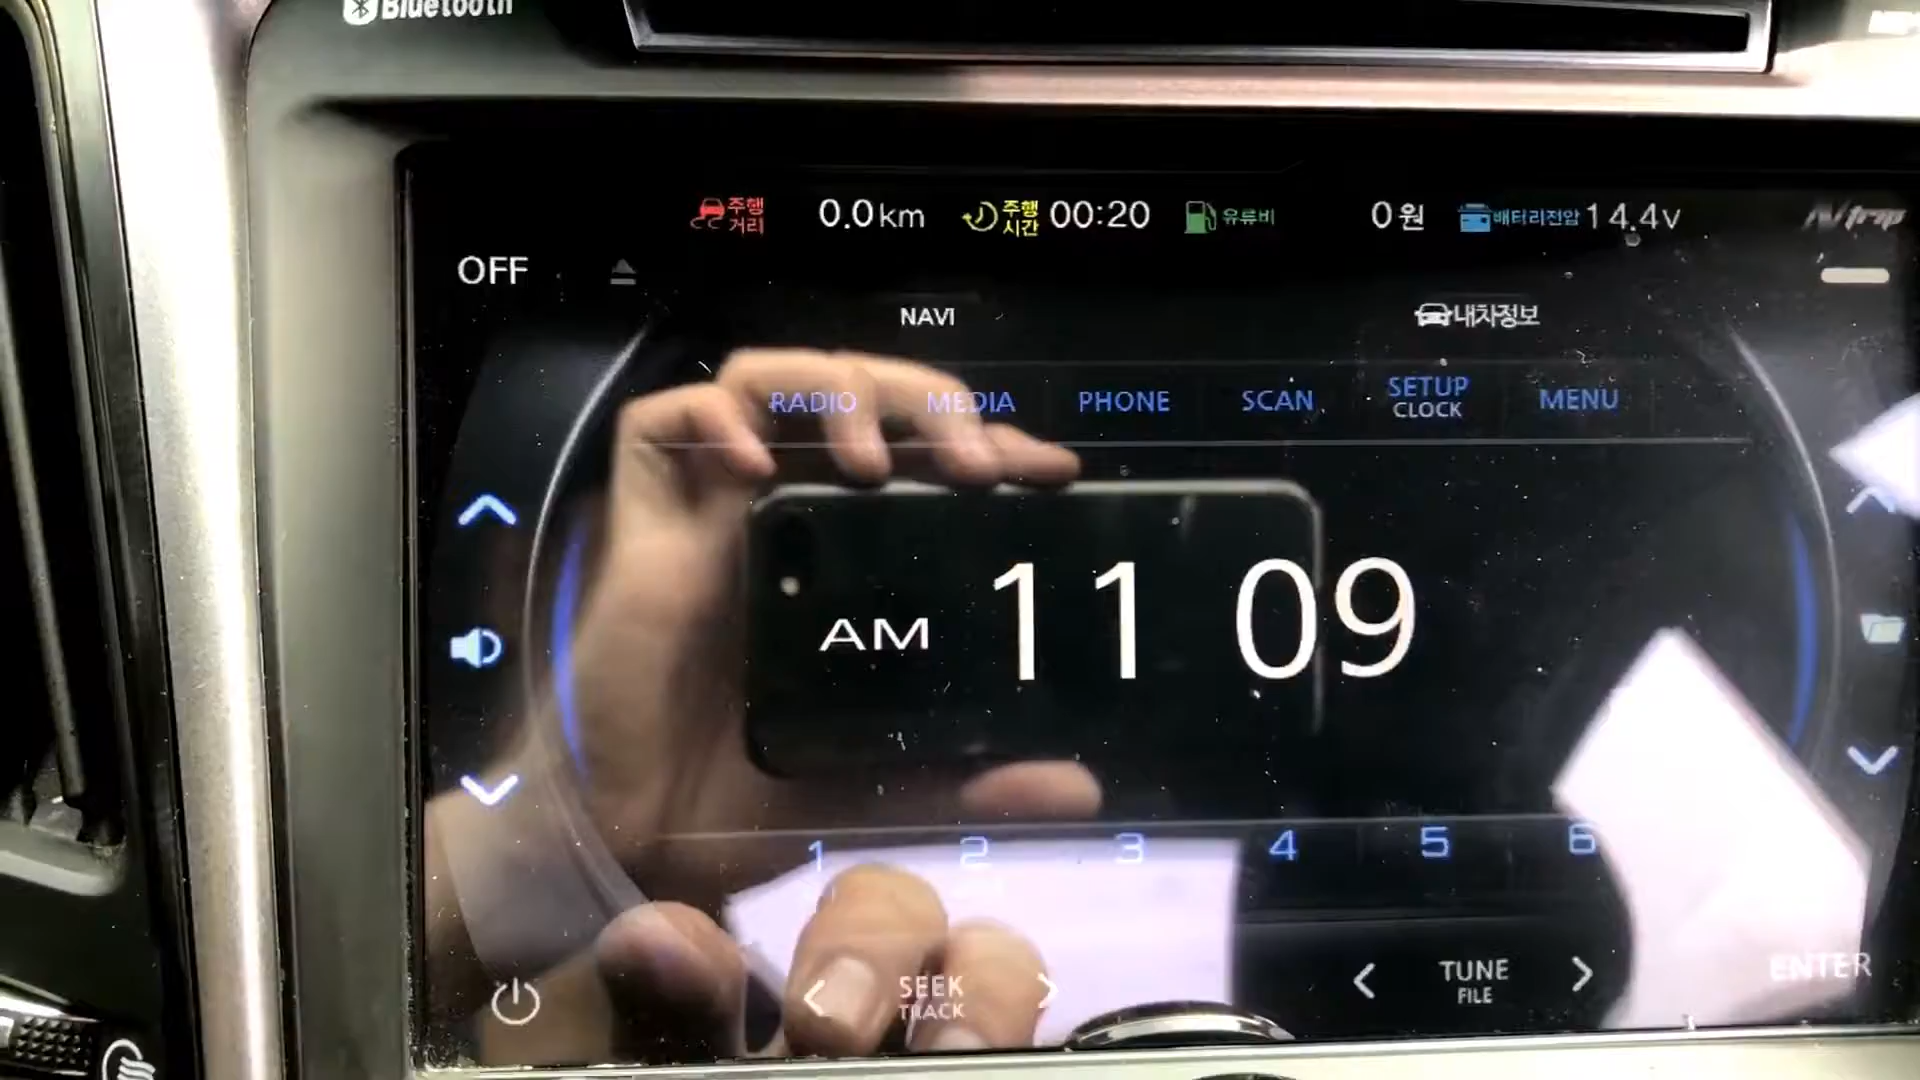 Bluetooth
주행
거리
0.0km
주행
시간
00:20
유류비
0원
배터리전압
14.4v
OFF
NAVI
내차정보
RADIO
MEDIA
PHONE
SCAN
SETUP
CLOCK
MENU
AM 11 09
1 2 3 4 5 6
SEEK
TRACK
TUNE
FILE
ENTER